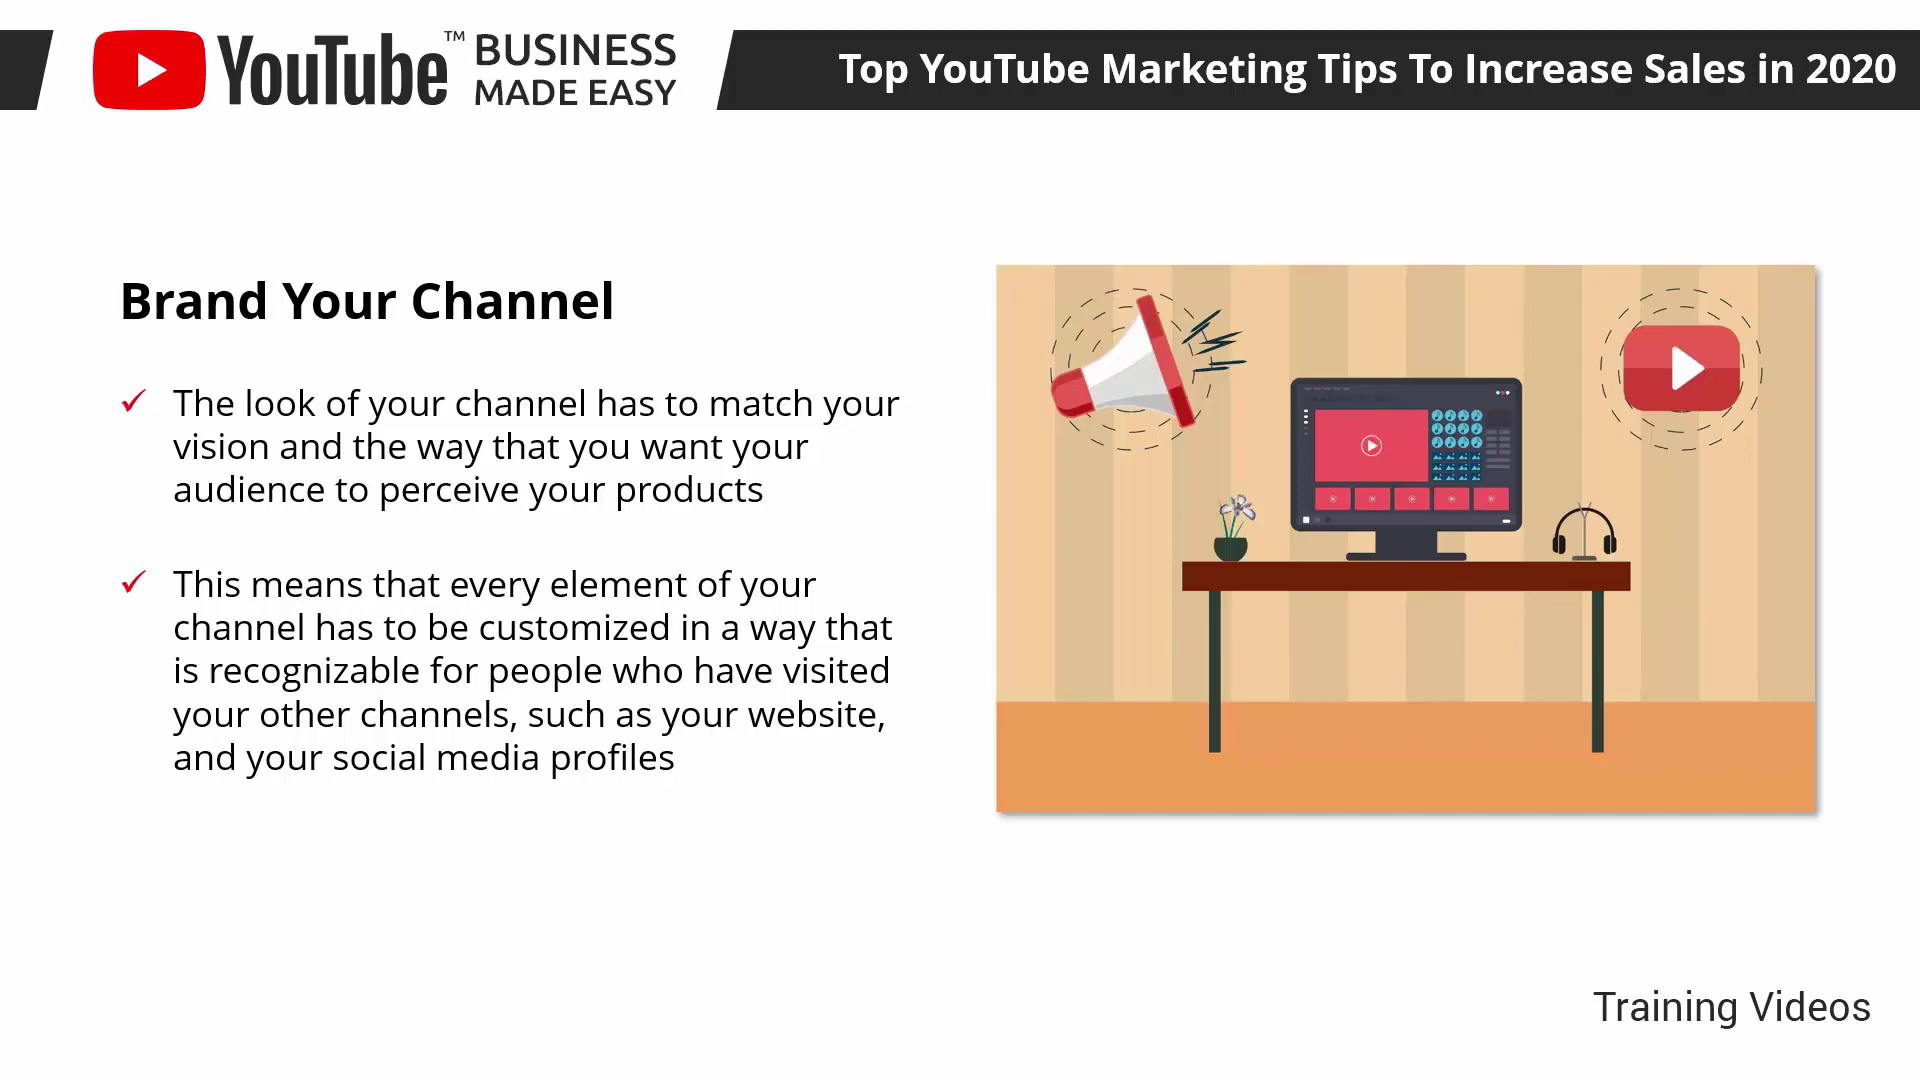 YouTube™ BUSINESS
MADE EASY
Top YouTube Marketing Tips To Increase Sales in 2020
Brand Your Channel
The look of your channel has to match your
vision and the way that you want your
audience to perceive your products
This means that every element of your
channel has to be customized in a way that
is recognizable for people who have visited
your other channels, such as your website,
and your social media profiles
Training Videos